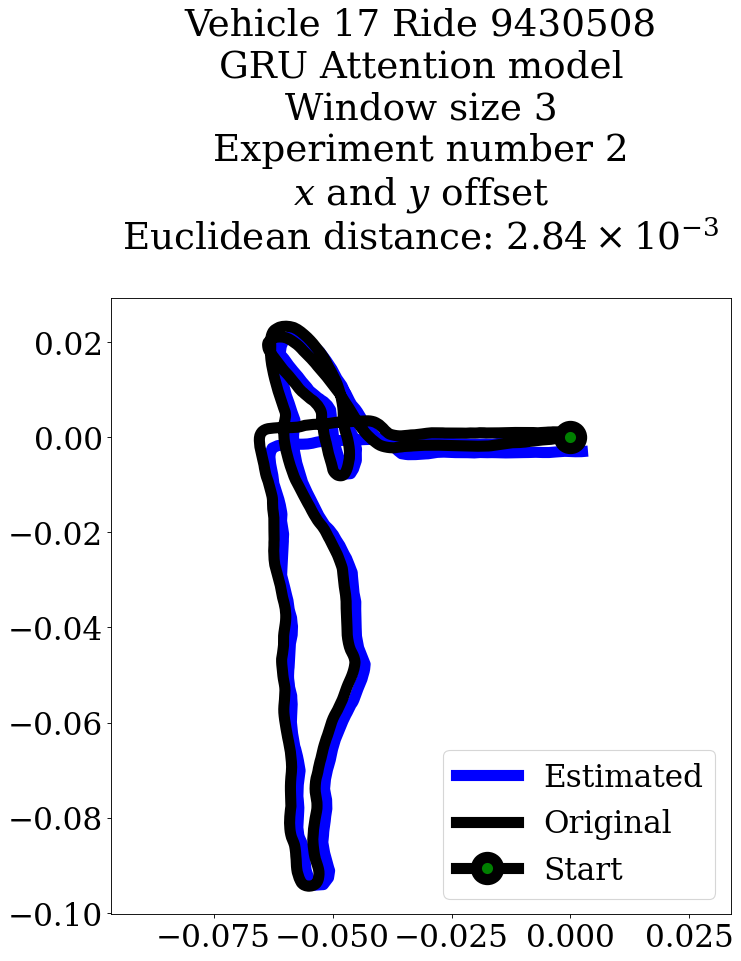 Vehicle 17 Ride 9430508
GRU Attention model
Window size 3
Experiment number 2
x and y offset
Euclidean distance: 2.84 × 10⁻³
0.02
0.00
−0.02
−0.04
−0.06
−0.08
−0.10
Estimated
Original
Start
−0.075 −0.050 −0.025 0.000 0.025